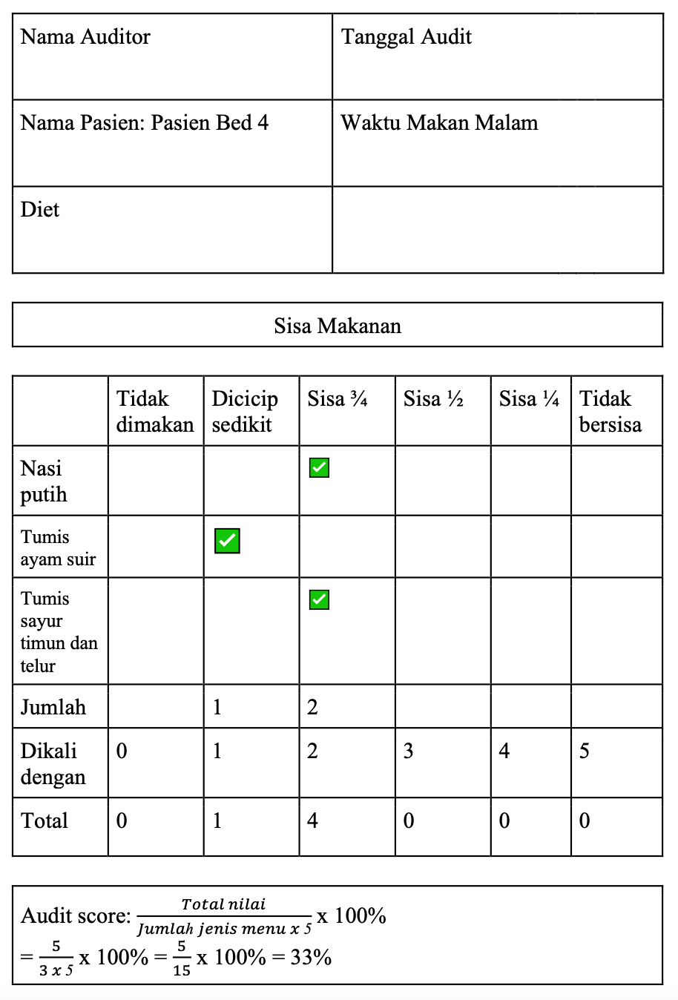 Nama Auditor
Tanggal Audit
Nama Pasien: Pasien Bed 4
Waktu Makan Malam
Diet
Sisa Makanan
Tidak dimakan
Dicicip sedikit
Sisa ¾
Sisa ½
Sisa ¼
Tidak bersisa
Nasi putih
Tumis ayam suir
Tumis sayur timun dan telur
Jumlah 1 2
Dikali dengan 0 1 2 3 4 5
Total 0 1 4 0 0 0
Audit score: Total nilai / Jumlah jenis menu x 5 x 100%
= 5 / 3 x 5 x 100% = 5 / 15 x 100% = 33%